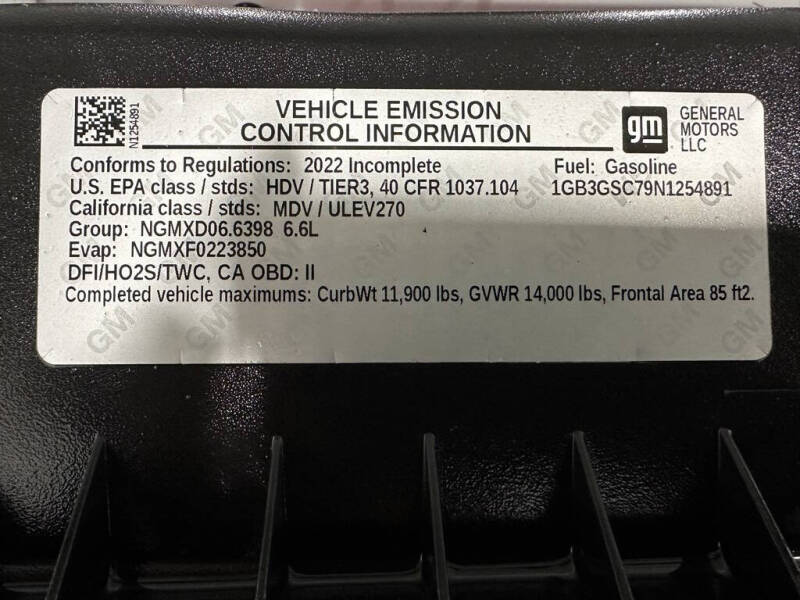 N1254891
VEHICLE EMISSION
CONTROL INFORMATION
gm
GENERAL
MOTORS
LLC
Conforms to Regulations: 2022 Incomplete
Fuel: Gasoline
U.S. EPA class / stds: HDV / TIER3, 40 CFR 1037.104
1GB3GSC79N1254891
California class / stds: MDV / ULEV270
Group: NGMXD06.6398 6.6L
Evap: NGMXF0223850
DFI/HO2S/TWC, CA OBD: II
Completed vehicle maximums: CurbWt 11,900 lbs, GVWR 14,000 lbs, Frontal Area 85 ft2.